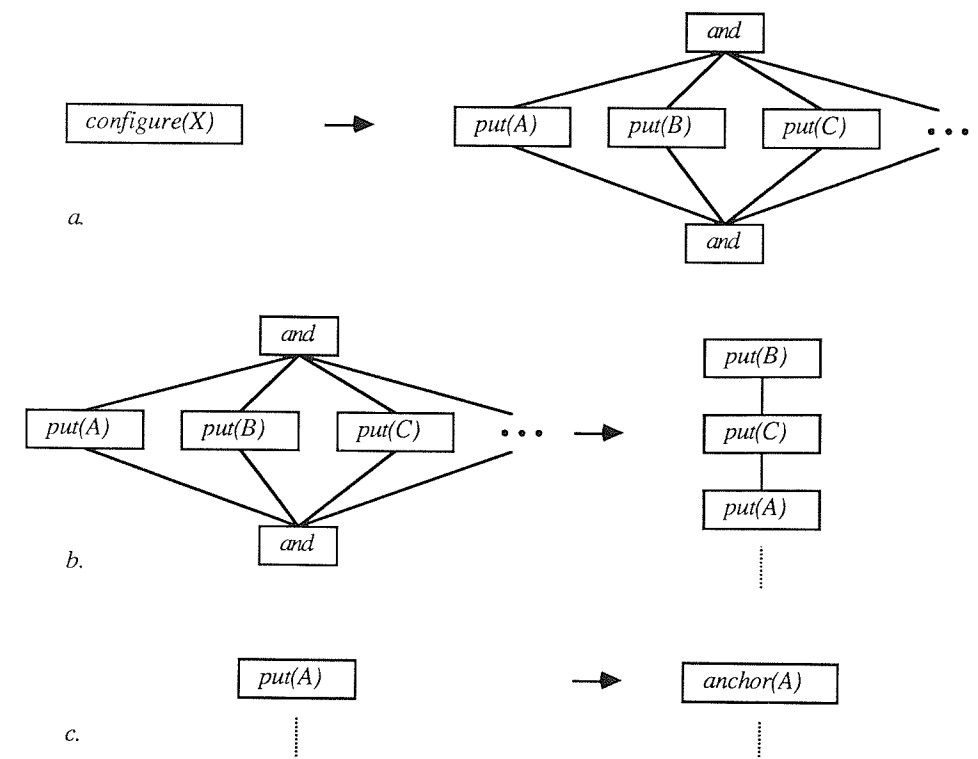 and
configure(X) put(A) put(B) put(C) •••
a.
and
and
put(B)
put(A) put(B) put(C) •••
put(C)
put(A)
and
b.
put(A) anchor(A)
c.